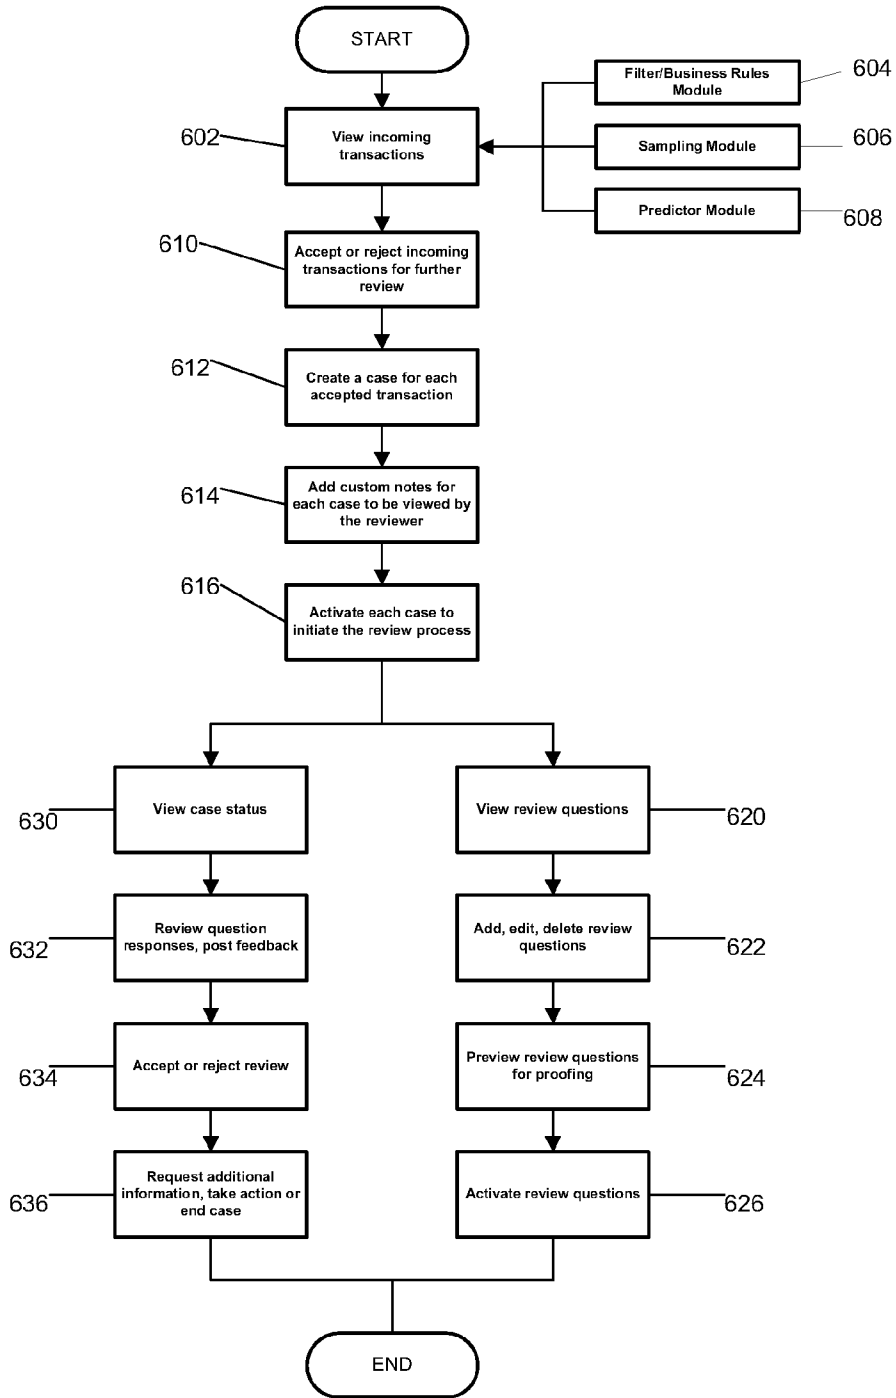 START
Filter/Business Rules
Module
604
602
View incoming
transactions
Sampling Module
606
Predictor Module
608
610
Accept or reject incoming
transactions for further
review
612
Create a case for each
accepted transaction
614
Add custom notes for
each case to be viewed by
the reviewer
616
Activate each case to
initiate the review process
630
View case status
View review questions
620
632
Review question
responses, post feedback
Add, edit, delete review
questions
622
634
Accept or reject review
Preview review questions
for proofing
624
636
Request additional
information, take action or
end case
Activate review questions
626
END